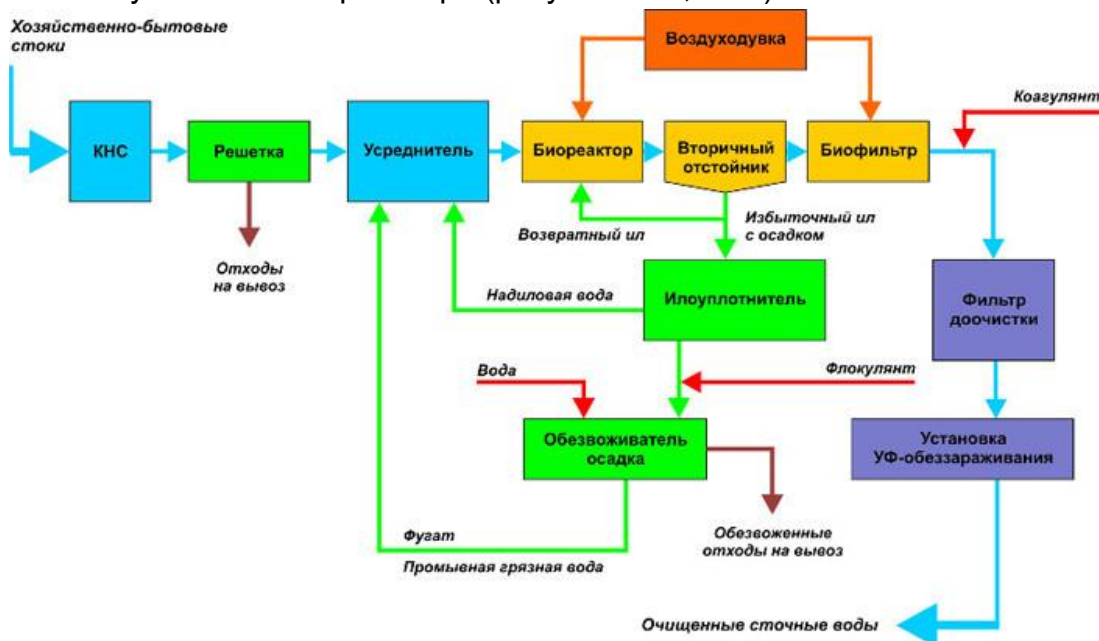 Хозяйственно-бытовые
стоки
Воздуходувка
Коагулянт
КНС
Решетка
Усреднитель
Биореактор
Вторичный
отстойник
Биофильтр
Возвратный ил
Избыточный ил
с осадком
Отходы
на вывоз
Надиловая вода
Илоуплотнитель
Фильтр
доочистки
Вода
Флокулянт
Обезвоживатель
осадка
Установка
УФ-обеззараживания
Фугат
Промывная грязная вода
Обезвоженные
отходы на вывоз
Очищенные сточные воды